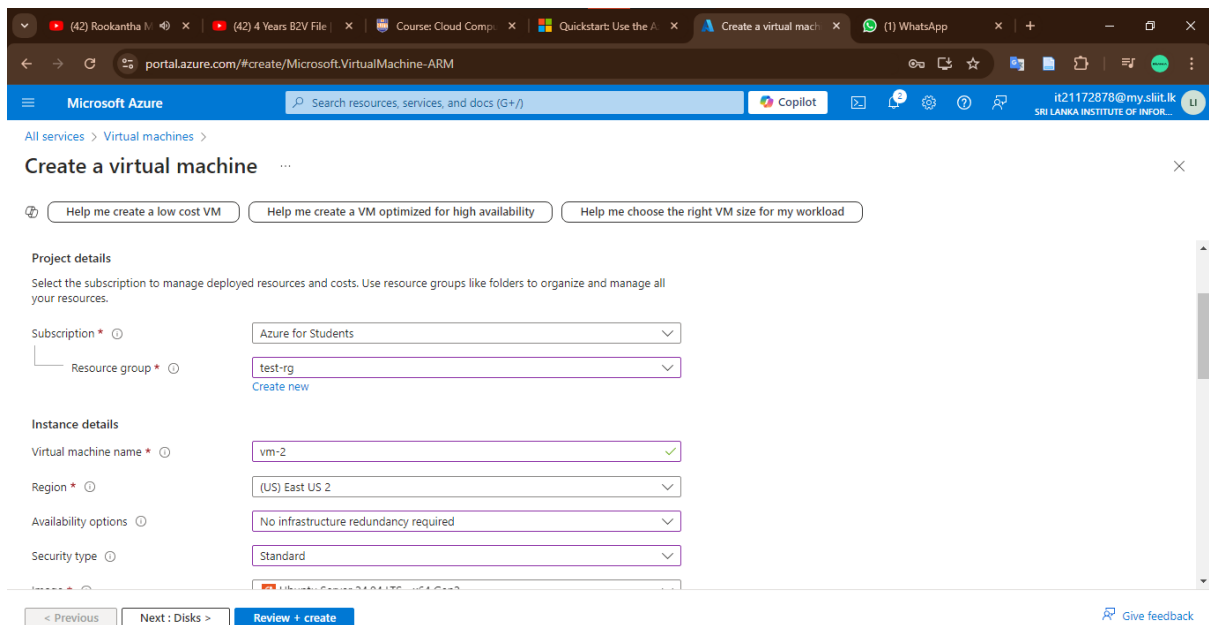 (42) Rookantha M
(42) 4 Years B2V File |
Course: Cloud Comp
Quickstart: Use the A
Create a virtual mach
(1) WhatsApp
portal.azure.com/#create/Microsoft.VirtualMachine-ARM
Microsoft Azure
Search resources, services, and docs (G+/)
Copilot
2
it21172878@my.sliit.lk
SRI LANKA INSTITUTE OF INFOR...
LI
All services > Virtual machines >
Create a virtual machine ...
Help me create a low cost VM
Help me create a VM optimized for high availability
Help me choose the right VM size for my workload
Project details
Select the subscription to manage deployed resources and costs. Use resource groups like folders to organize and manage all
your resources.
Subscription *
Azure for Students
Resource group *
test-rg
Create new
Instance details
Virtual machine name *
vm-2
Region *
(US) East US 2
Availability options
No infrastructure redundancy required
Security type
Standard
< Previous
Next : Disks >
Review + create
Give feedback